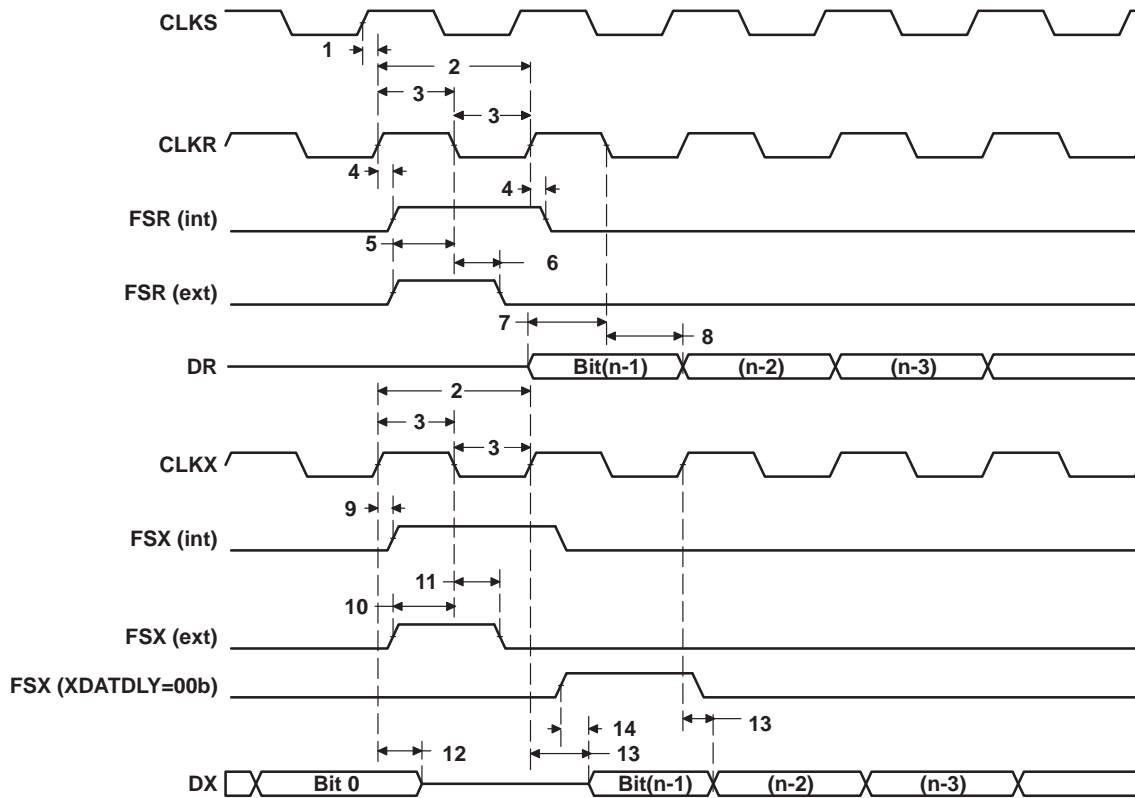 CLKS
1
2
3
3
CLKR
4
4
FSR (int)
5
6
FSR (ext)
7
8
DR
Bit(n-1)
(n-2)
(n-3)
2
3
3
CLKX
9
FSX (int)
11
10
FSX (ext)
FSX (XDATDLY=00b)
14
13
12
13
DX
Bit 0
Bit(n-1)
(n-2)
(n-3)